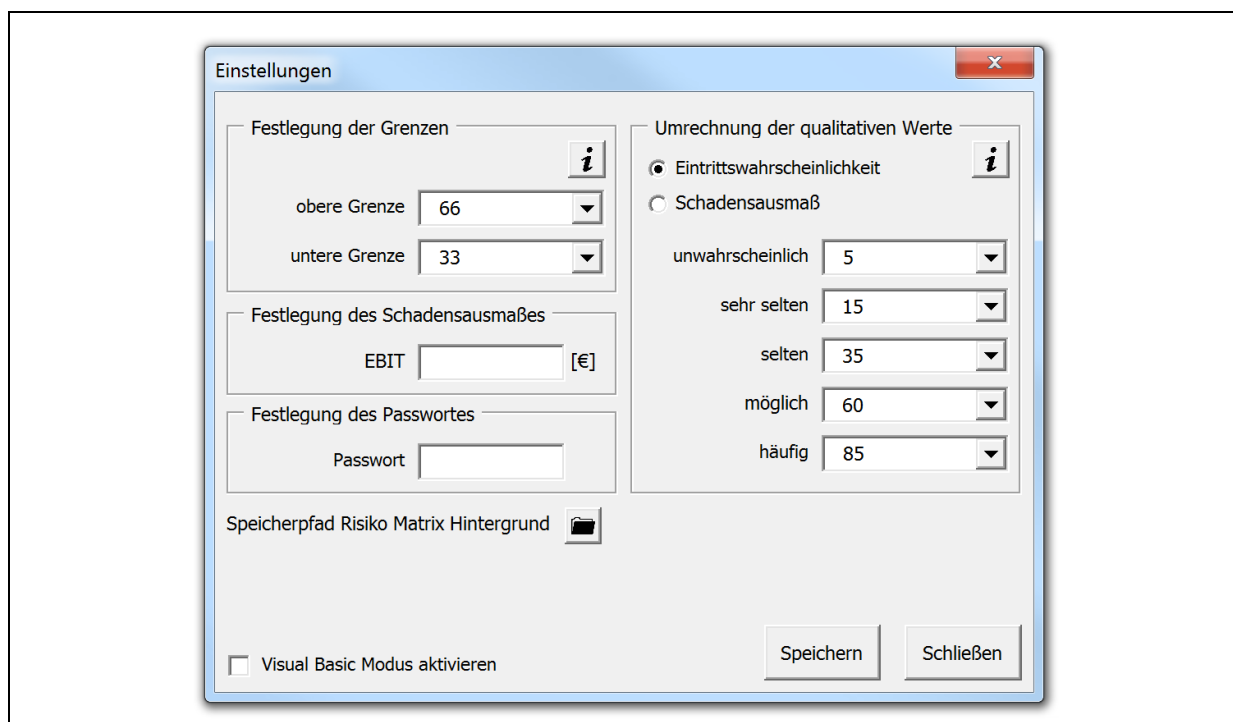 Einstellungen
Festlegung der Grenzen
i
obere Grenze 66
untere Grenze 33
Festlegung des Schadensausmaßes
EBIT [€]
Festlegung des Passwortes
Passwort
Speicherpfad Risiko Matrix Hintergrund
Umrechnung der qualitativen Werte
i
Eintrittswahrscheinlichkeit
Schadensausmaß
unwahrscheinlich 5
sehr selten 15
selten 35
möglich 60
häufig 85
Visual Basic Modus aktivieren
Speichern
Schließen